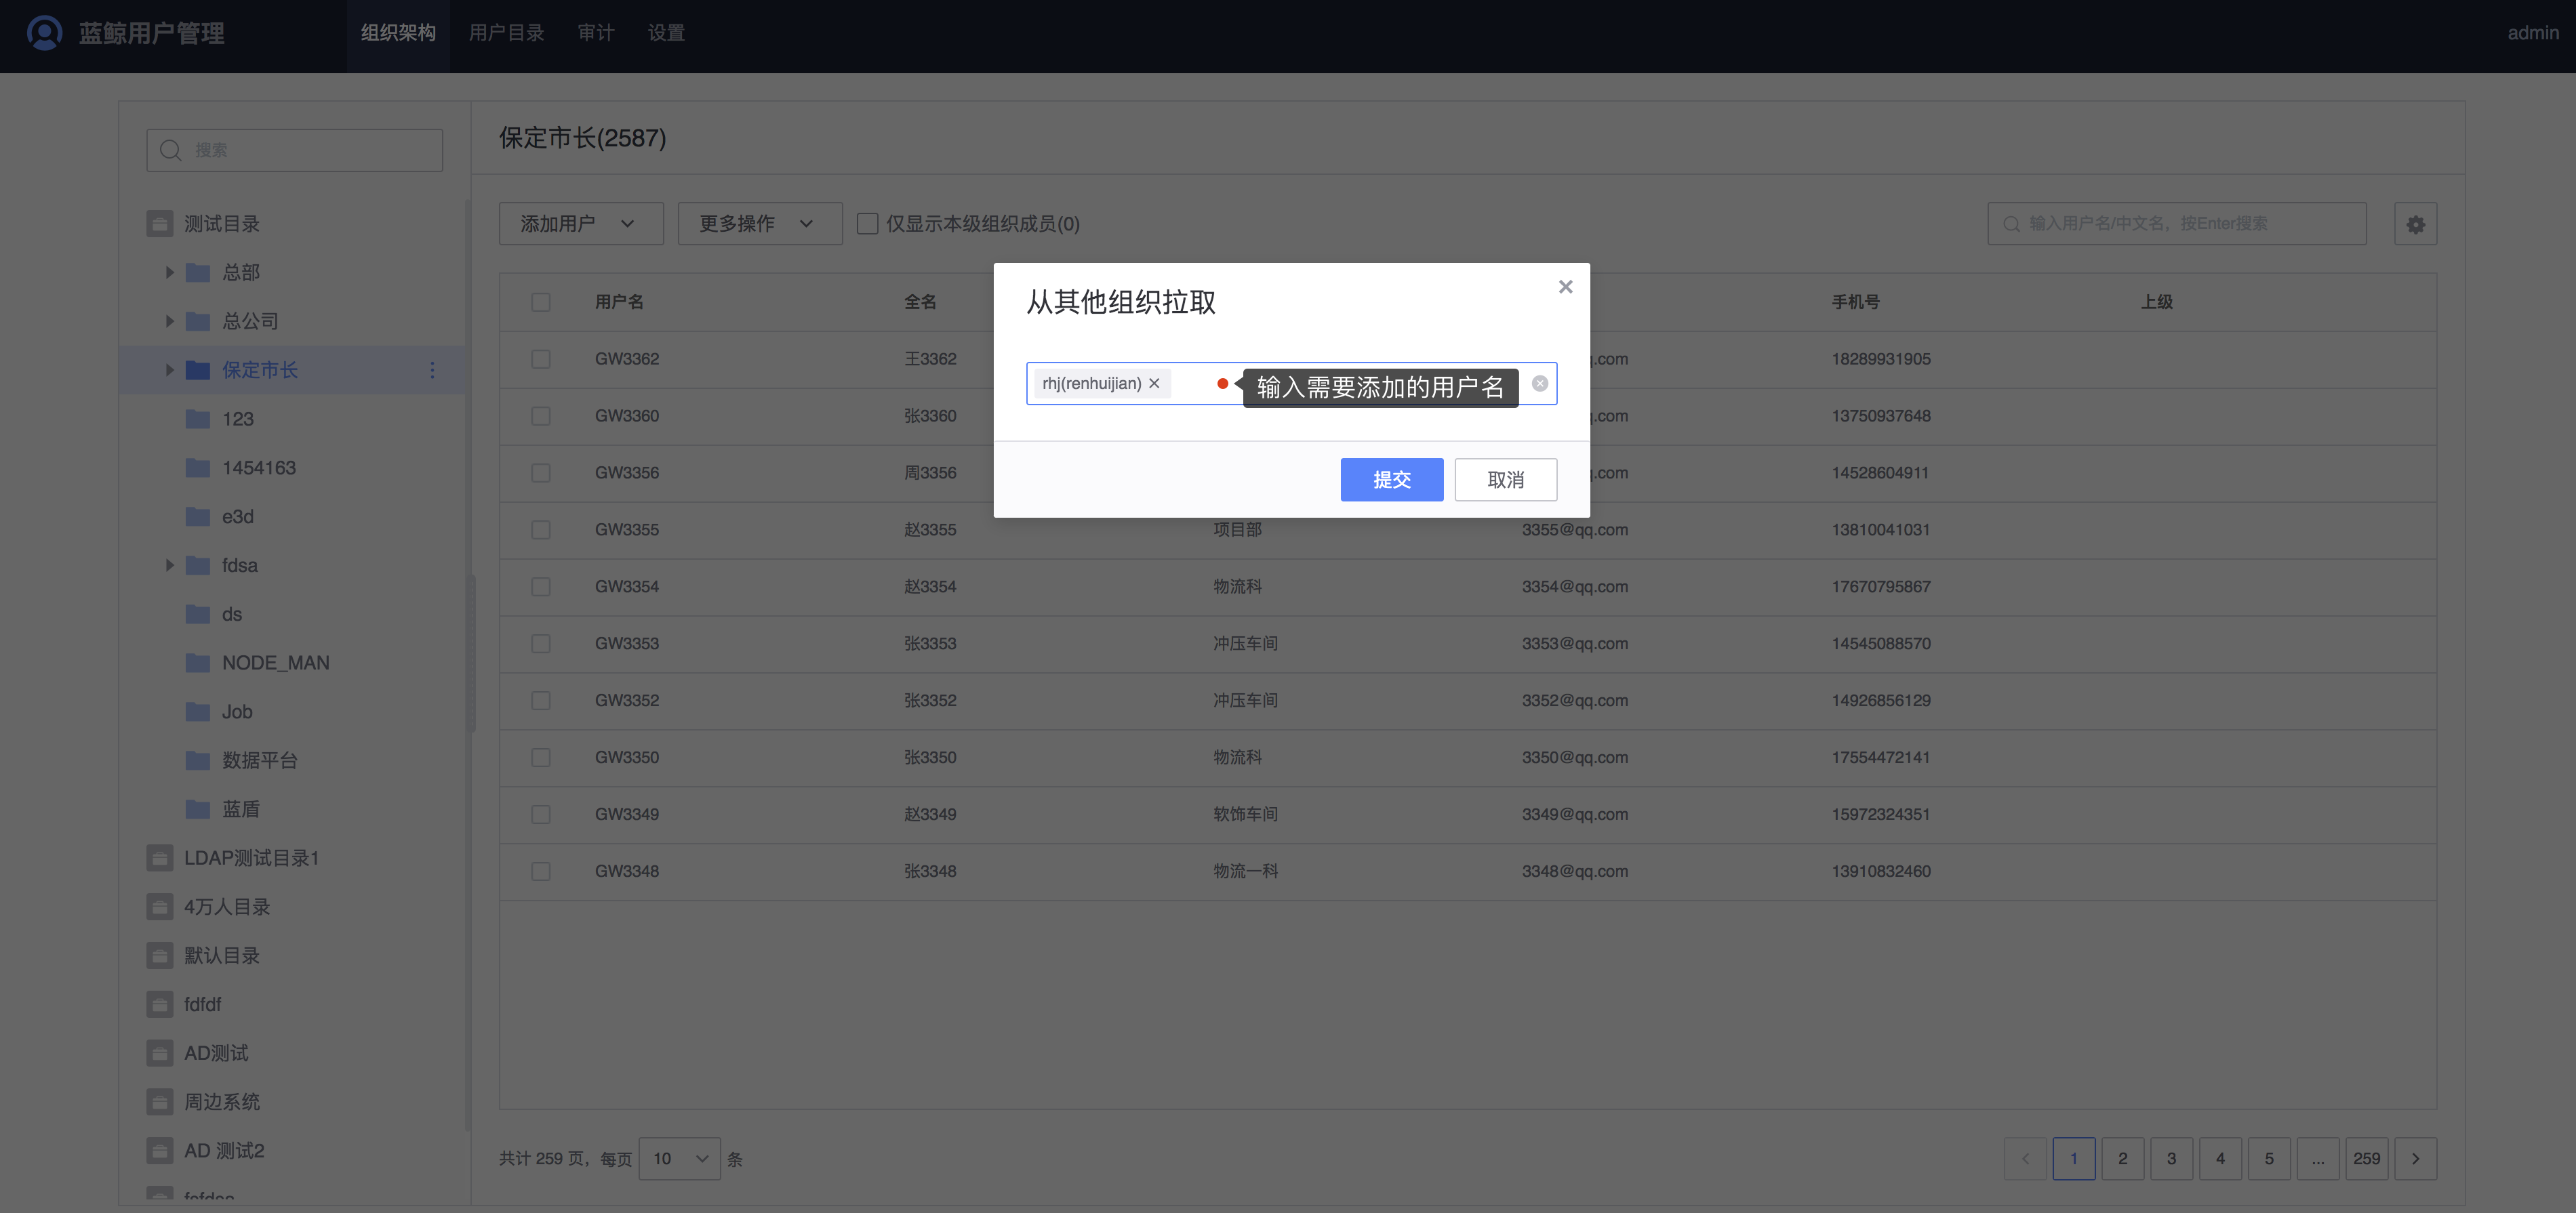 蓝鲸用户管理
组织架构 用户目录 审计 设置
admin
搜索
测试目录
总部
总公司
保定市长
123
1454163
e3d
fdsa
ds
NODE_MAN
Job
数据平台
蓝盾
LDAP测试目录1
4万人目录
默认目录
fdfdf
AD测试
周边系统
AD 测试2
保定市长(2587)
添加用户 更多操作 仅显示本级组织成员(0)
输入用户名/中文名，按Enter搜索
用户名 全名 手机号 上级
GW3362 王3362 q.com 18289931905
GW3360 张3360 q.com 13750937648
GW3356 周3356 q.com 14528604911
GW3355 赵3355 项目部 3355@qq.com 13810041031
GW3354 赵3354 物流科 3354@qq.com 17670795867
GW3353 张3353 冲压车间 3353@qq.com 14545088570
GW3352 张3352 冲压车间 3352@qq.com 14926856129
GW3350 张3350 物流科 3350@qq.com 17554472141
GW3349 赵3349 软饰车间 3349@qq.com 15972324351
GW3348 张3348 物流一科 3348@qq.com 13910832460
共计 259 页，每页 10 条
1 2 3 4 5 ... 259
从其他组织拉取
rhj(renhuijian)
输入需要添加的用户名
提交 取消